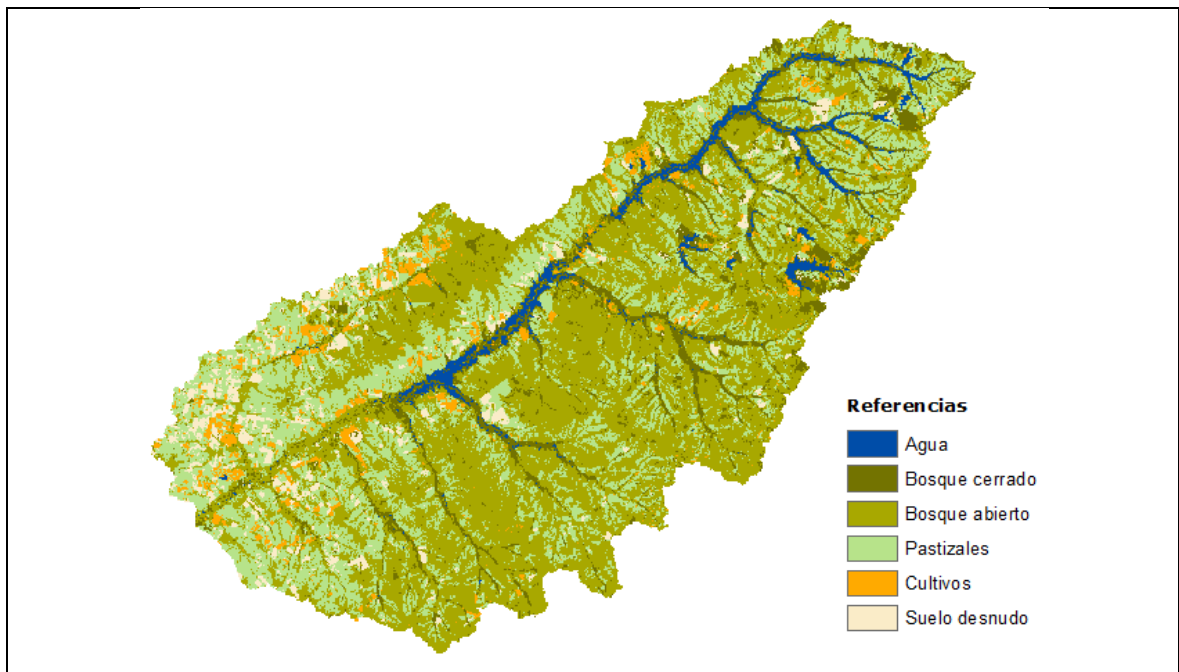 Referencias
Agua
Bosque cerrado
Bosque abierto
Pastizales
Cultivos
Suelo desnudo